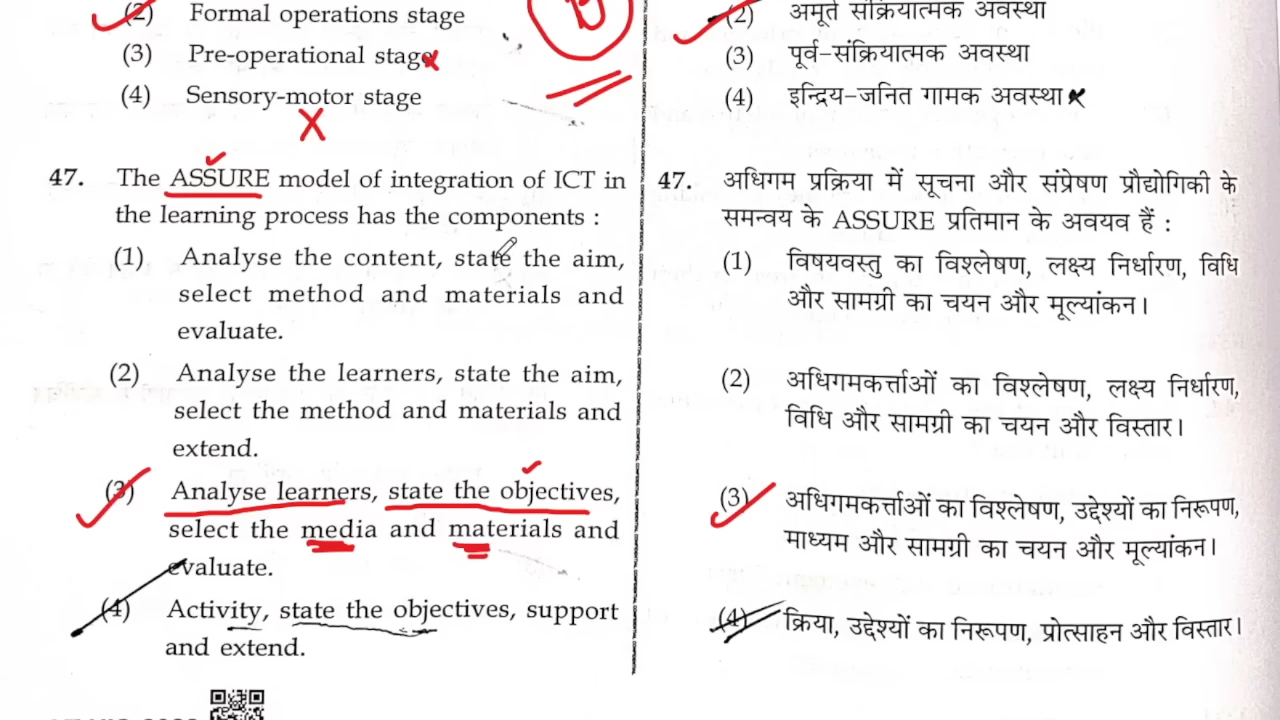 (2) Formal operations stage
(3) Pre-operational stage
(4) Sensory-motor stage
47. The ASSURE model of integration of ICT in
the learning process has the components :
(1) Analyse the content, state the aim,
select method and materials and
evaluate.
(2) Analyse the learners, state the aim,
select the method and materials and
extend.
(3) Analyse learners, state the objectives,
select the media and materials and
evaluate.
(4) Activity, state the objectives, support
and extend.
(2) अमूर्त संक्रियात्मक अवस्था
(3) पूर्व-संक्रियात्मक अवस्था
(4) इन्द्रिय-जनित गामक अवस्था
47. अधिगम प्रक्रिया में सूचना और संप्रेषण प्रौद्योगिकी के
समन्वय के ASSURE प्रतिमान के अवयव हैं :
(1) विषयवस्तु का विश्लेषण, लक्ष्य निर्धारण, विधि
और सामग्री का चयन और मूल्यांकन।
(2) अधिगमकर्त्ताओं का विश्लेषण, लक्ष्य निर्धारण,
विधि और सामग्री का चयन और विस्तार।
(3) अधिगमकर्त्ताओं का विश्लेषण, उद्देश्यों का निरूपण,
माध्यम और सामग्री का चयन और मूल्यांकन।
(4) क्रिया, उद्देश्यों का निरूपण, प्रोत्साहन और विस्तार।